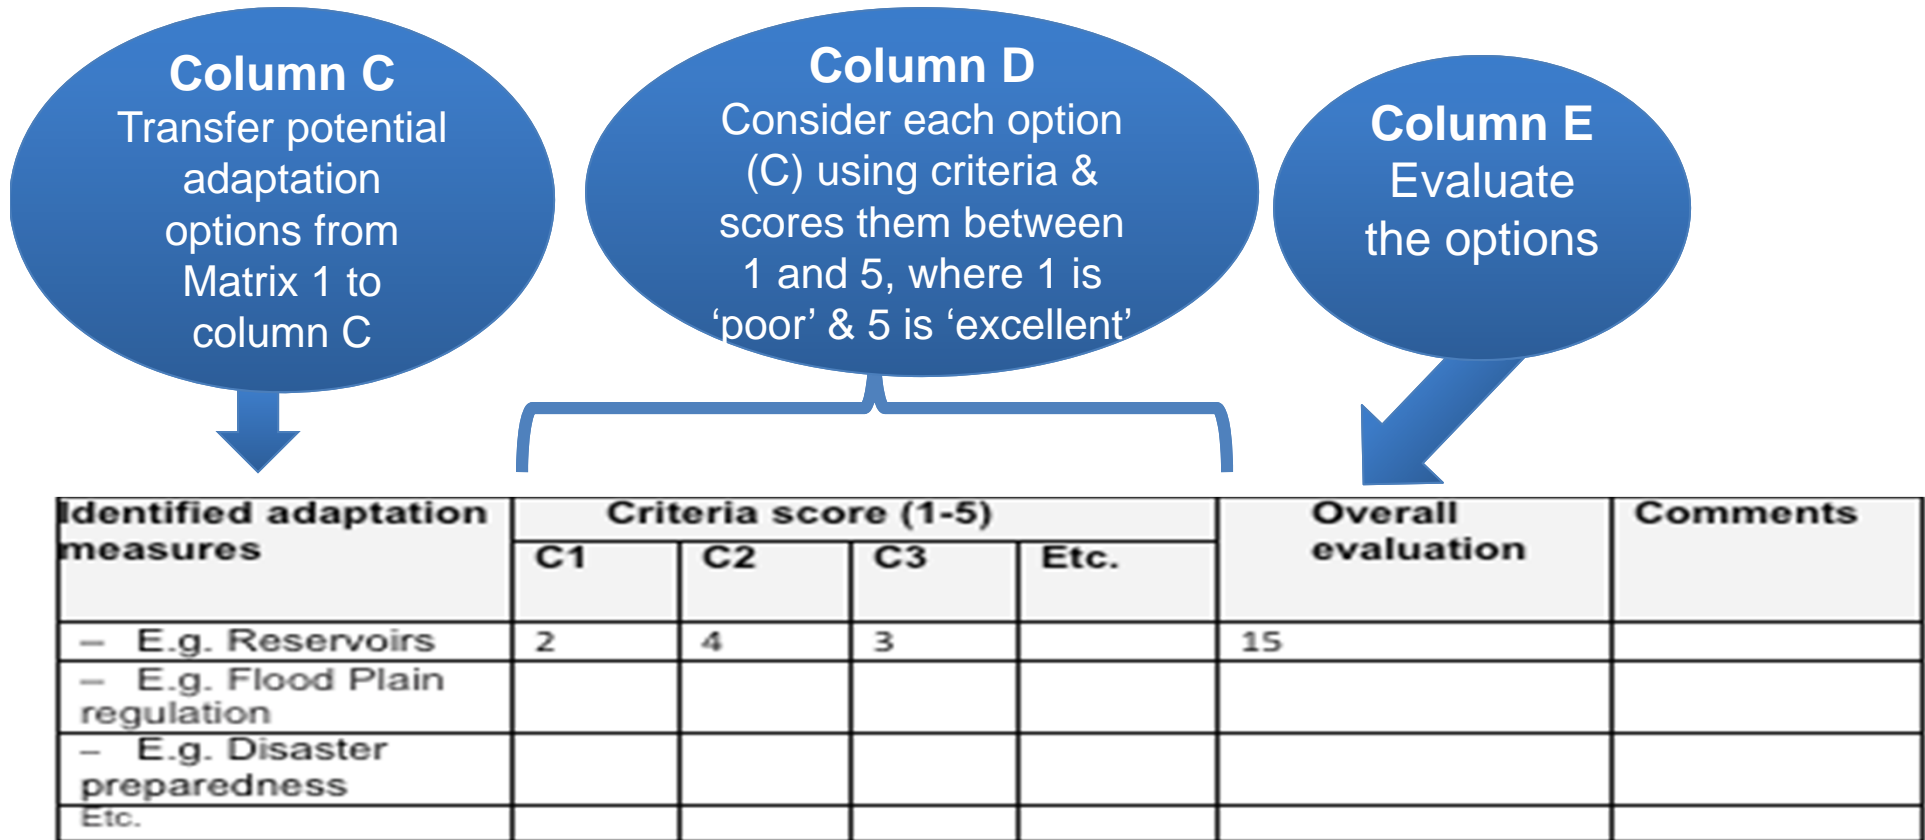 Column C
Transfer potential
adaptation
options from
Matrix 1 to
column C
Column D
Consider each option
(C) using criteria &
scores them between
1 and 5, where 1 is
‘poor’ & 5 is ‘excellent’
Column E
Evaluate
the options
Identified adaptation
measures
Criteria score (1-5)
C1 C2 C3 Etc.
Overall
evaluation
Comments
– E.g. Reservoirs 2 4 3 15
– E.g. Flood Plain
regulation
– E.g. Disaster
preparedness
Etc.